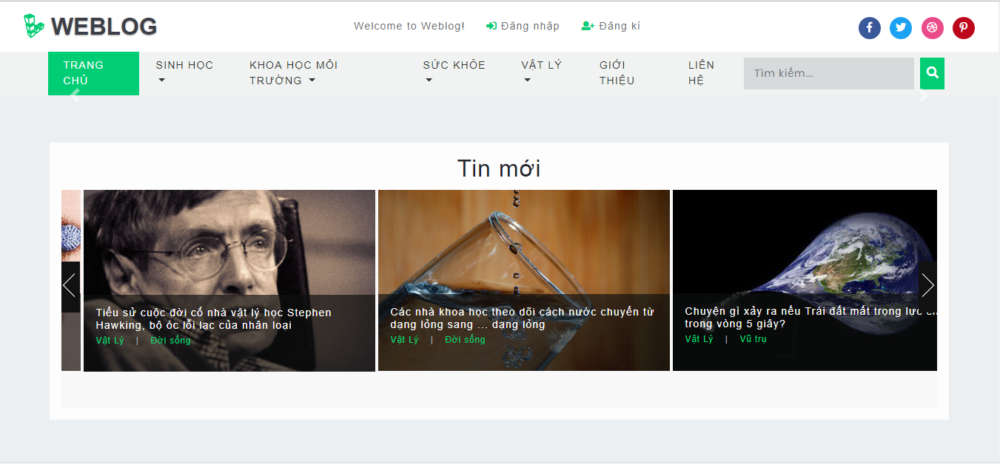 WEBLOG
Welcome to Weblog!
Đăng nhập
Đăng kí
TRANG
CHỦ
SINH HỌC
KHOA HỌC MÔI
TRƯỜNG
SỨC KHỎE
VẬT LÝ
GIỚI
THIỆU
LIÊN
HỆ
Tìm kiếm...
Tin mới
Tiểu sử cuộc đời cố nhà vật lý học Stephen
Hawking, bộ óc lỗi lạc của nhân loại
Vật Lý | Đời sống
Các nhà khoa học theo dõi cách nước chuyển từ
dạng lỏng sang ... dạng lỏng
Vật Lý | Đời sống
Chuyện gì xảy ra nếu Trái đất mất trọng lực
trong vòng 5 giây?
Vật Lý | Vũ trụ